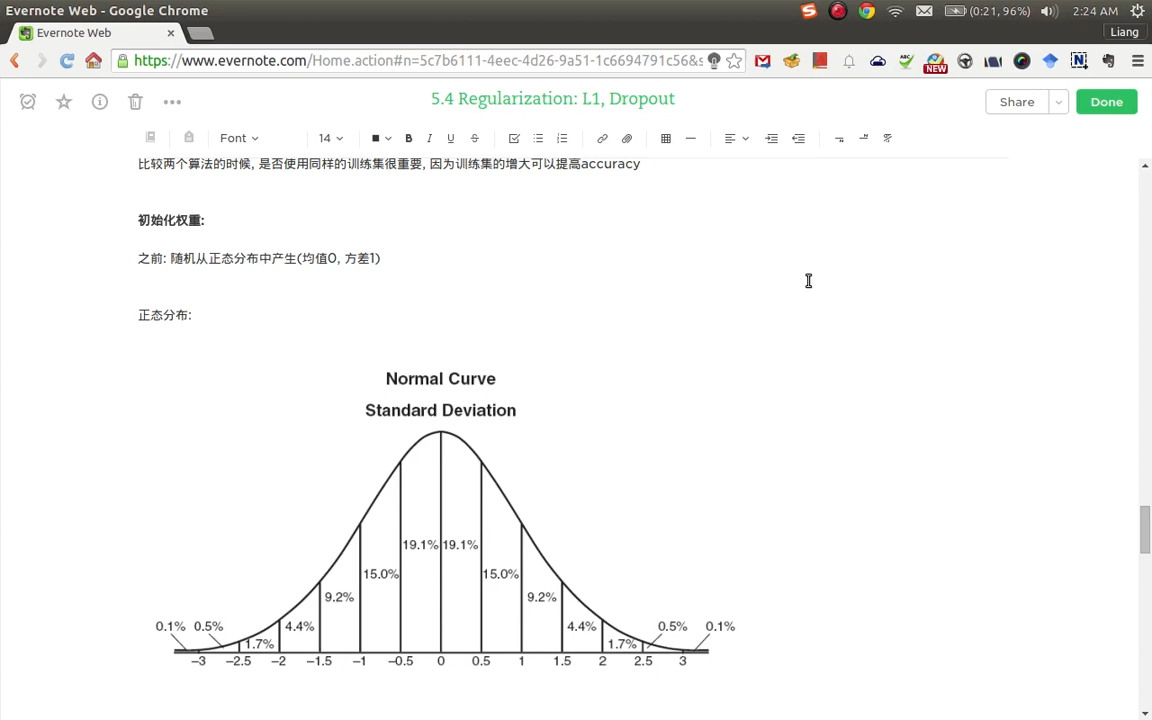 Evernote Web - Google Chrome
(0:21, 96%)
2:24 AM
Evernote Web
Liang
https://www.evernote.com/Home.action#n=5c7b6111-4eec-4d26-9a51-1c6694791c56&s
NEW
5.4 Regularization: L1, Dropout
Share
Done
Font
14
B I U S
比较两个算法的时候, 是否使用同样的训练集很重要, 因为训练集的增大可以提高accuracy
初始化权重:
之前: 随机从正态分布中产生(均值0, 方差1)
正态分布:
Normal Curve
Standard Deviation
19.1% 19.1%
15.0% 15.0%
9.2% 9.2%
0.1% 0.5% 4.4% 4.4% 0.5% 0.1%
1.7% 1.7%
–3 –2.5 –2 –1.5 –1 –0.5 0 0.5 1 1.5 2 2.5 3